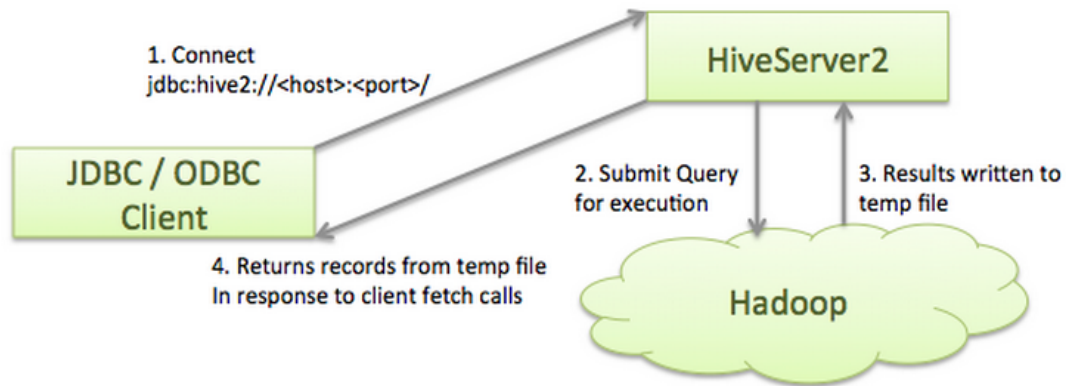 1. Connect
jdbc:hive2://<host>:<port>/
HiveServer2
JDBC / ODBC
Client
2. Submit Query
for execution
3. Results written to
temp file
4. Returns records from temp file
In response to client fetch calls
Hadoop